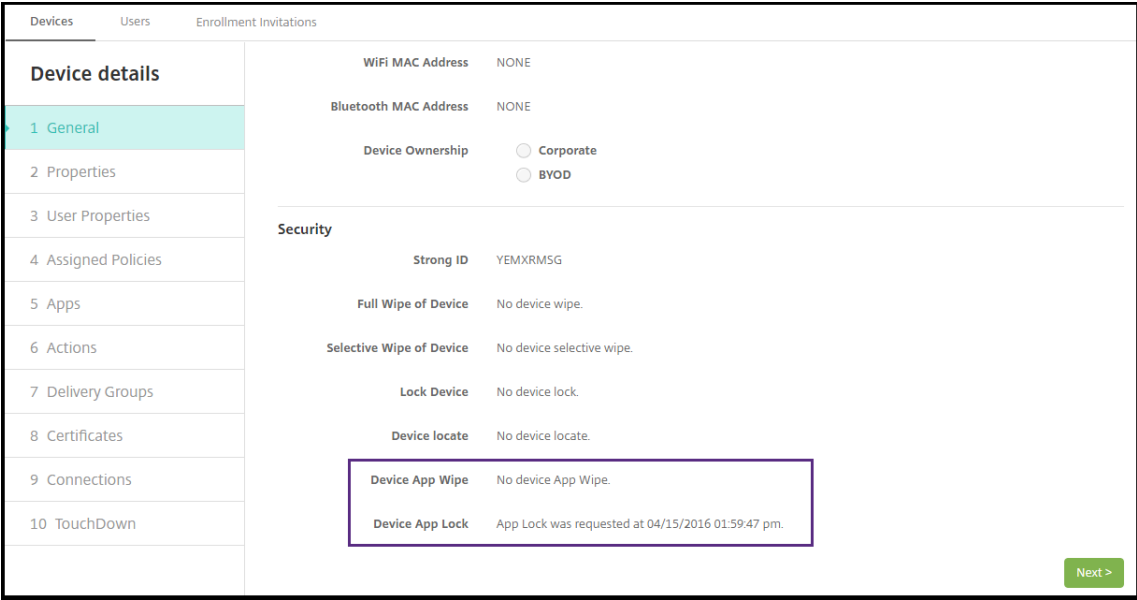 Devices Users Enrollment Invitations
Device details
1 General
2 Properties
3 User Properties
4 Assigned Policies
5 Apps
6 Actions
7 Delivery Groups
8 Certificates
9 Connections
10 TouchDown
WiFi MAC Address NONE
Bluetooth MAC Address NONE
Device Ownership Corporate
BYOD
Security
Strong ID YEMXRMSG
Full Wipe of Device No device wipe.
Selective Wipe of Device No device selective wipe.
Lock Device No device lock.
Device locate No device locate.
Device App Wipe No device App Wipe.
Device App Lock App Lock was requested at 04/15/2016 01:59:47 pm.
Next >